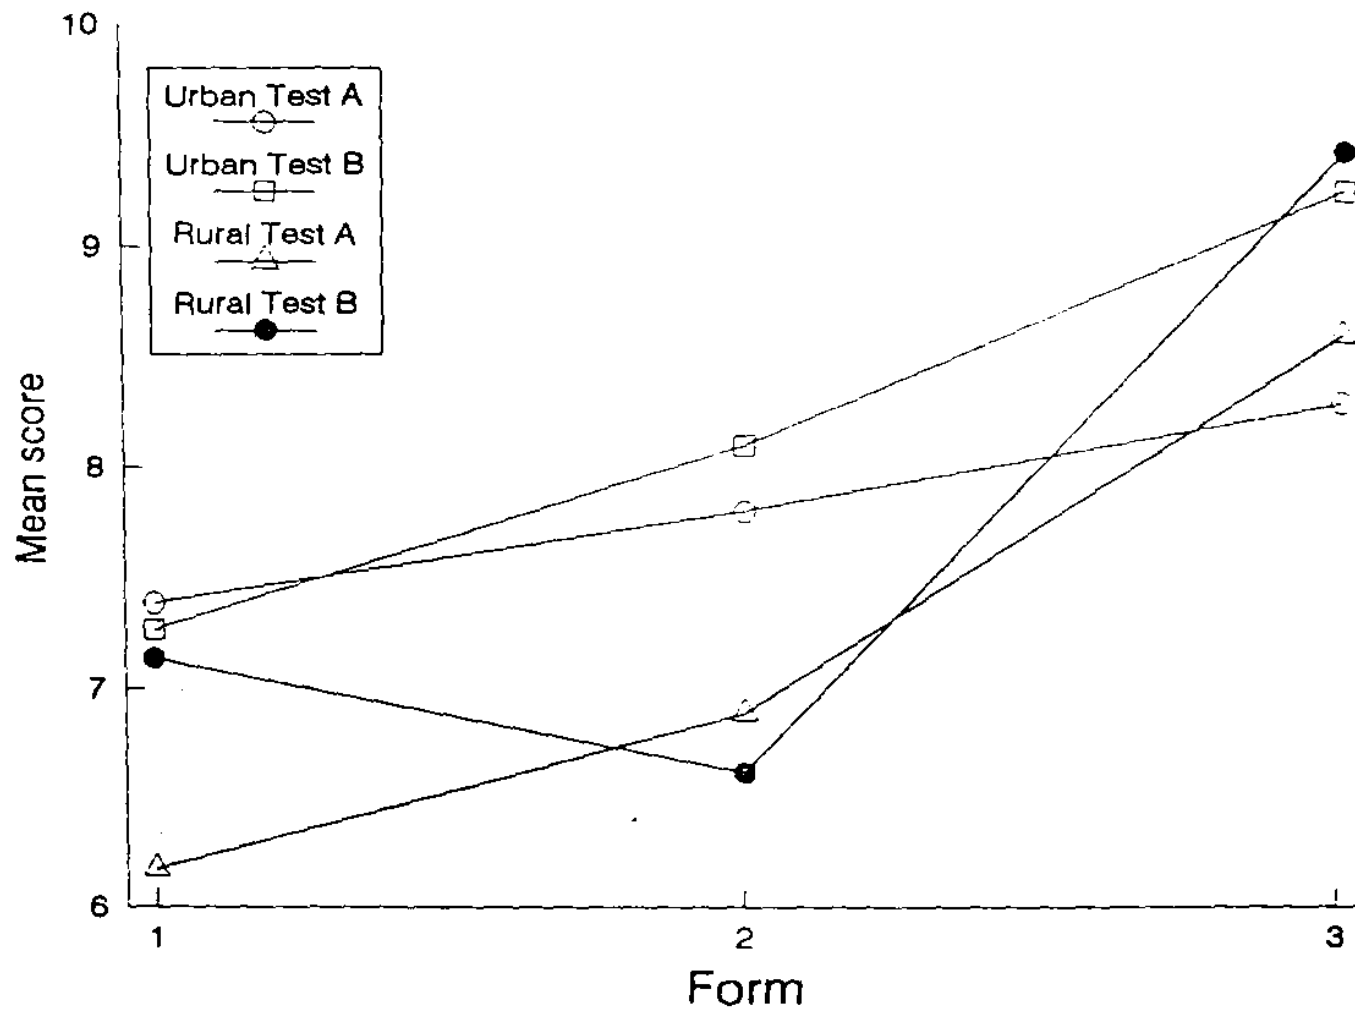 10
Urban Test A
Urban Test B
9
Rural Test A
Rural Test B
Mean score
8
7
6
1 2 3
Form